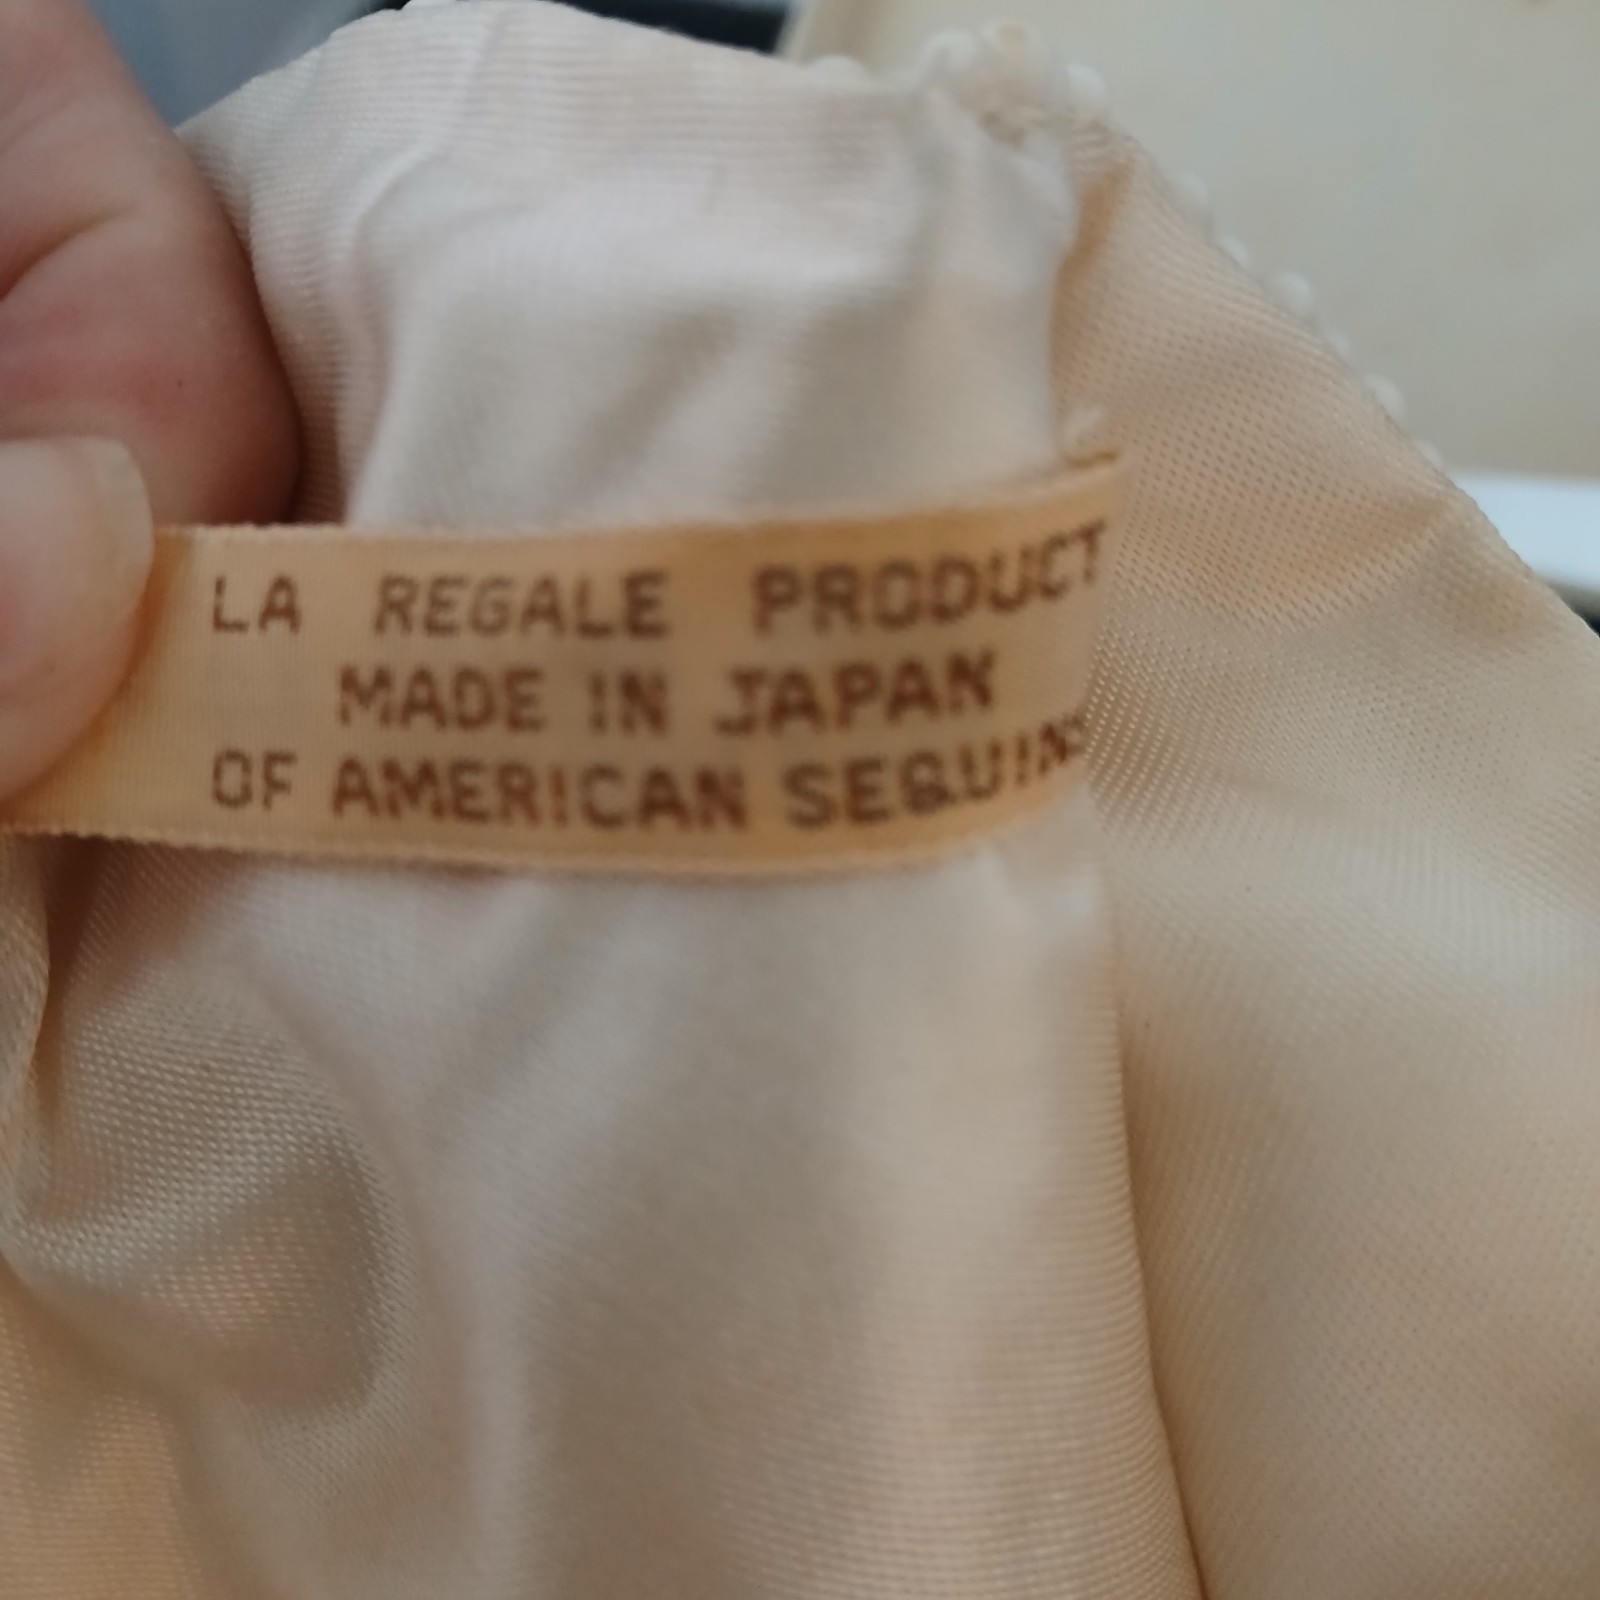 LA REGALE PRODUCT
MADE IN JAPAN
OF AMERICAN SEQUINS